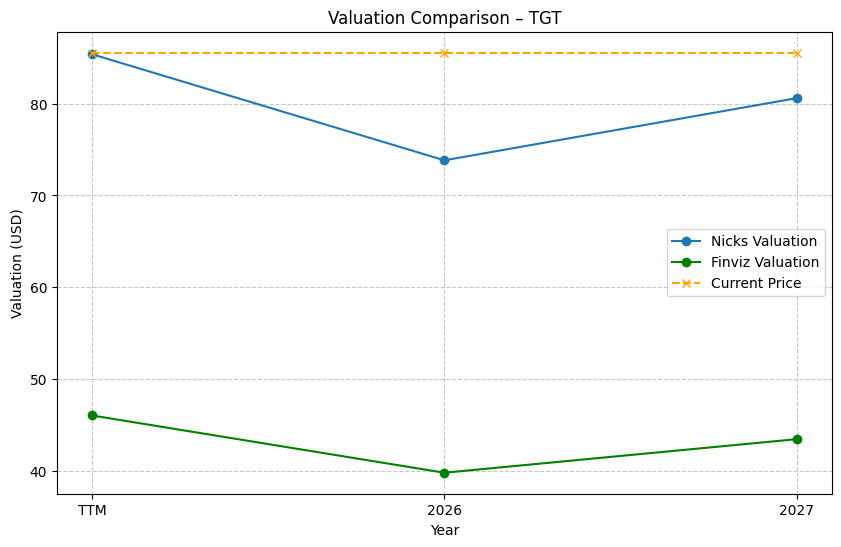 Valuation Comparison – TGT
Valuation (USD)
80
70
60
50
40
Nicks Valuation
Finviz Valuation
Current Price
TTM
2026
2027
Year